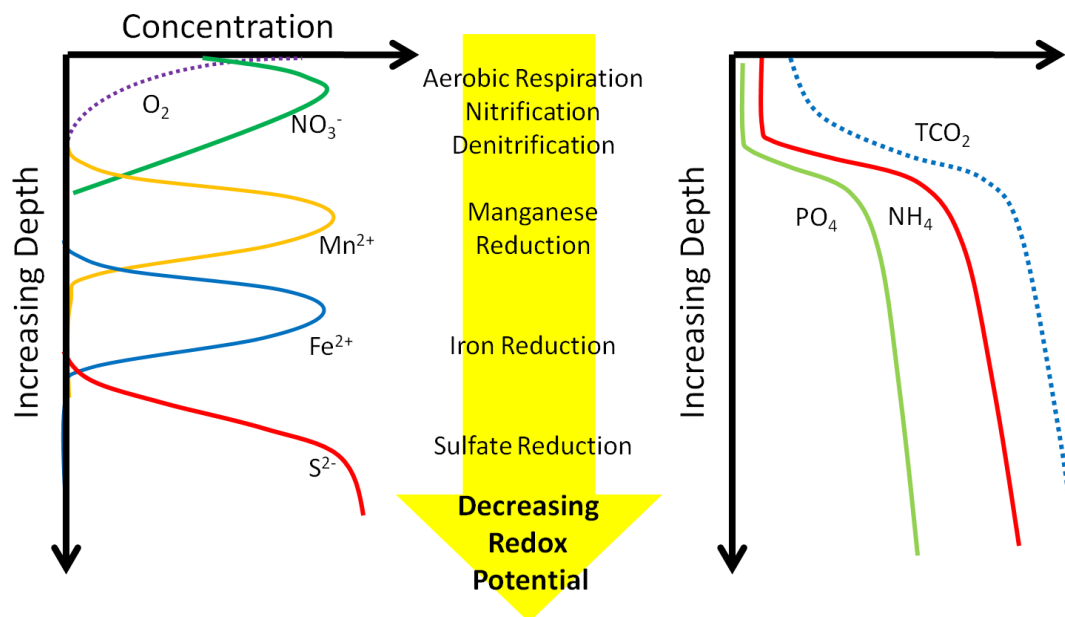 Concentration
Increasing Depth
O₂
NO₃⁻
Mn²⁺
Fe²⁺
S²⁻
Aerobic Respiration
Nitrification
Denitrification
Manganese
Reduction
Iron Reduction
Sulfate Reduction
Decreasing
Redox
Potential
Increasing Depth
TCO₂
PO₄
NH₄